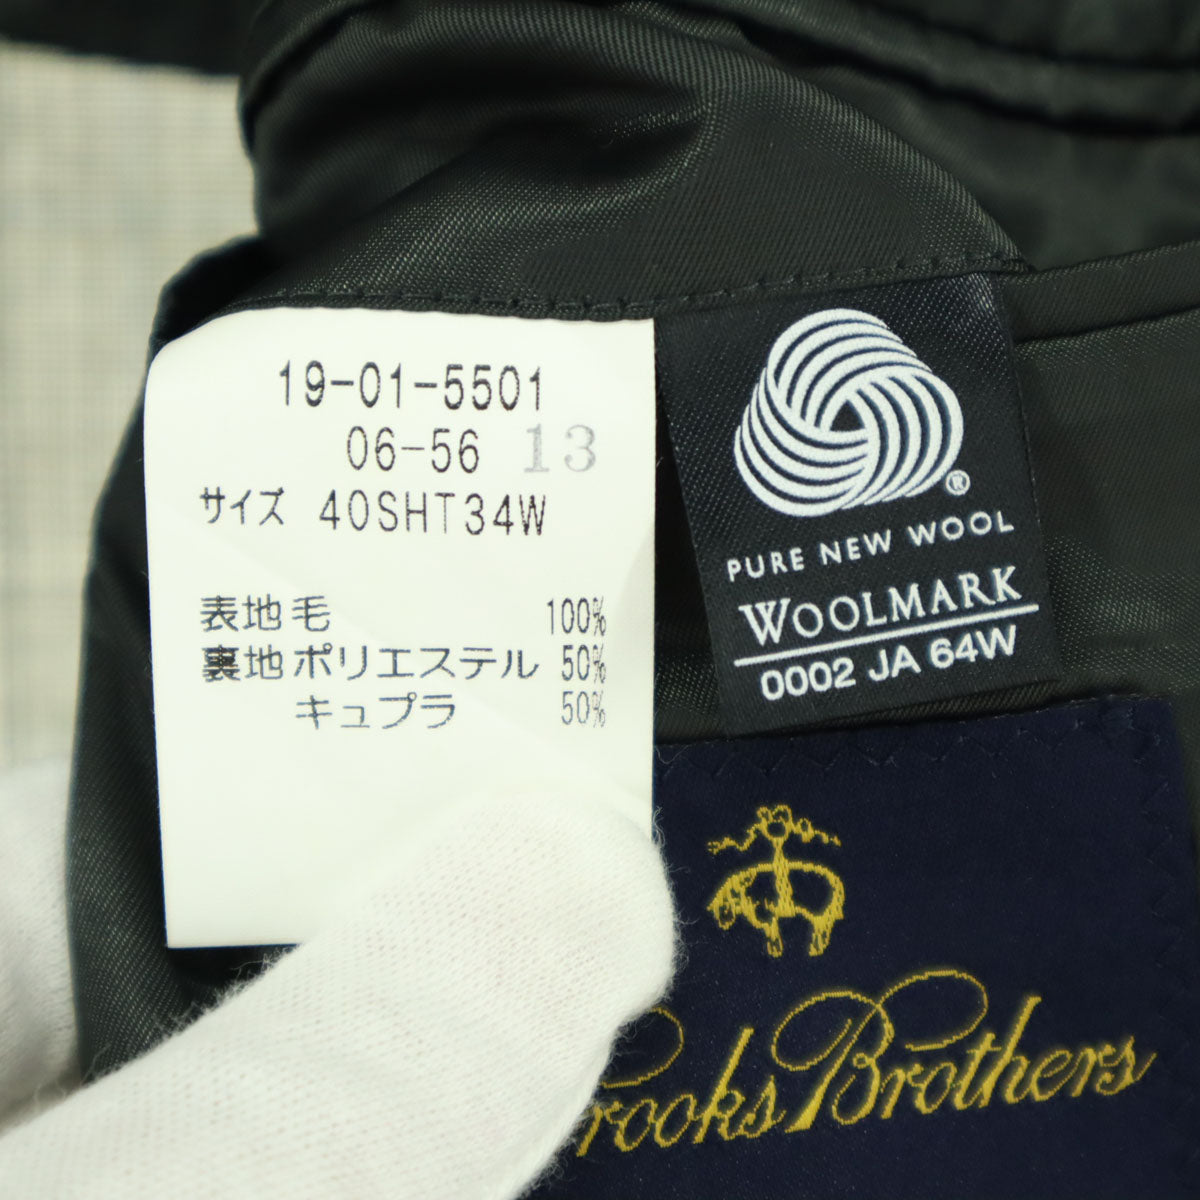 19-01-5501
06-56 13
サイズ 40SHT34W
表地 毛 100%
裏地 ポリエステル 50%
キュプラ 50%
®
PURE NEW WOOL
WOOLMARK
0002 JA 64W
Brooks Brothers